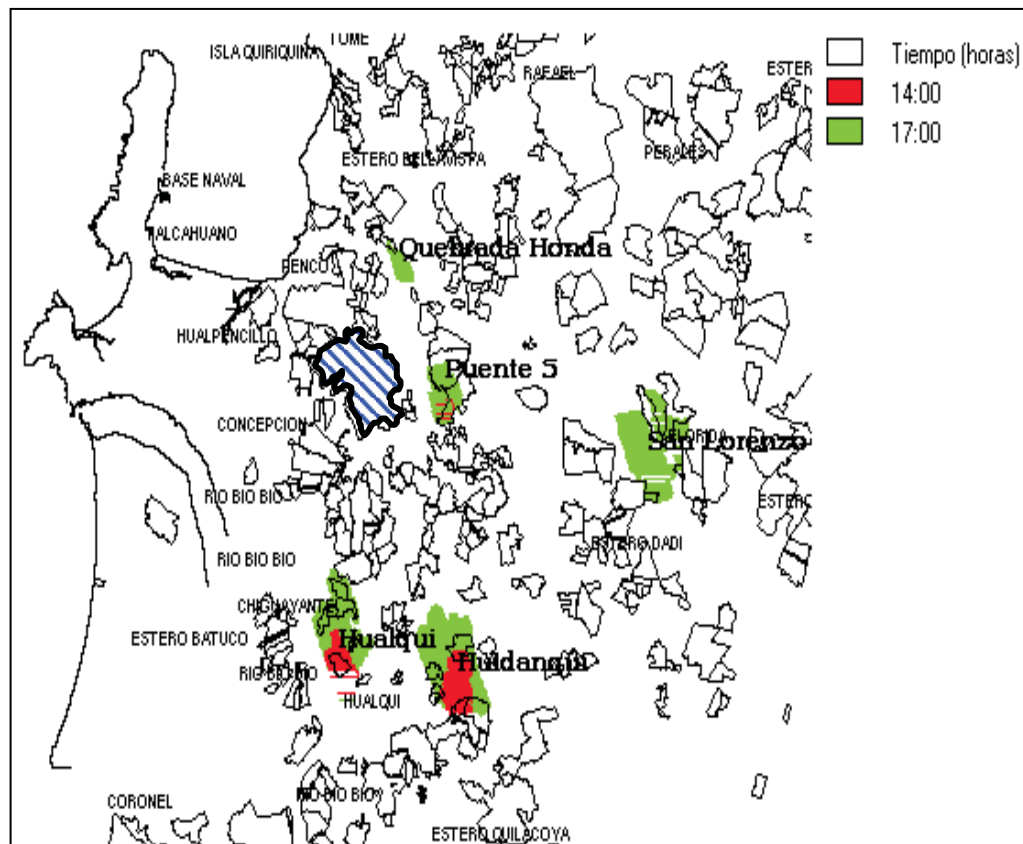 TOME
ISLA QUIRIQUINA
RAFAEL
ESTER
Tiempo (horas)
14:00
17:00
ESTERO BELLAVISTA
PERALES
BASE NAVAL
ALCAHUANO
Quebrada Honda
PENCO
HUALPENCILLO
Puente 5
CONCEPCION
FLORIDA
San Lorenzo
RIO BIO BIO
ESTERO
ESTERO DADI
RIO BIO BIO
CHIGUAYANTE
ESTERO BATUCO
Hualqui
Huidanqui
RIO BIO BIO
HUALQUI
RIO BIO BIO
CORONEL
ESTERO QUILACOYA